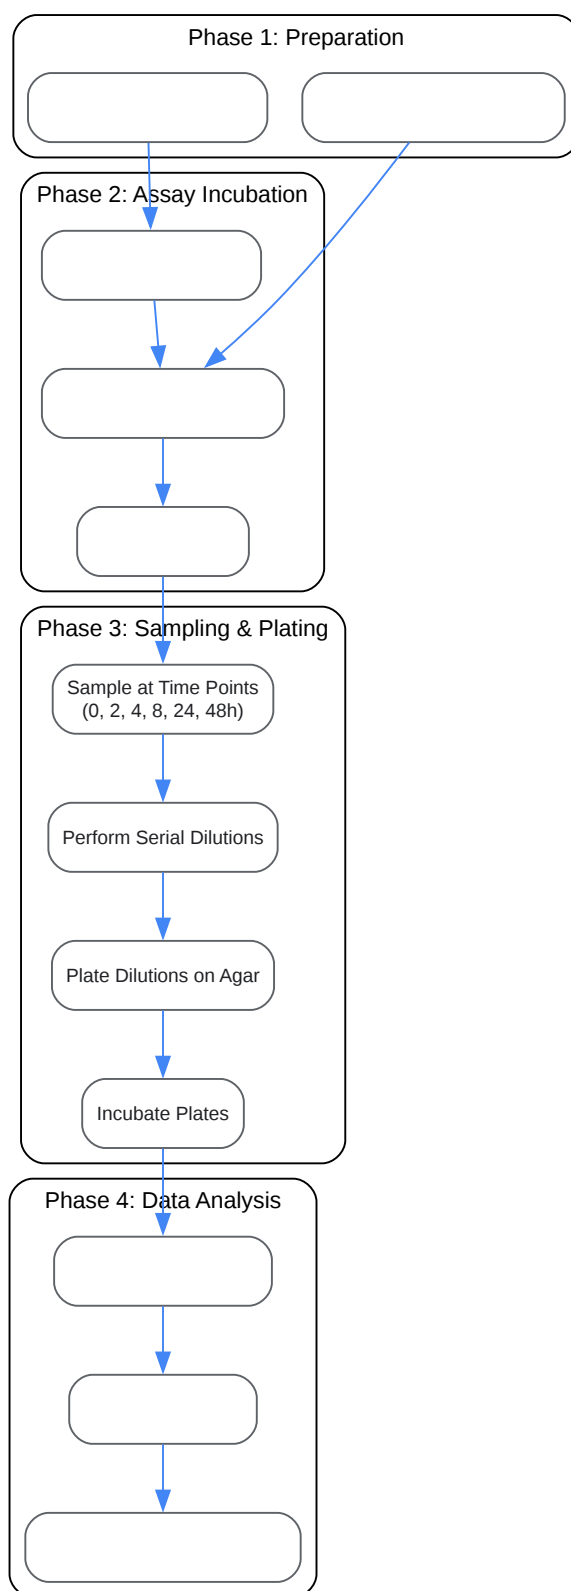 Phase 1: Preparation
Phase 2: Assay Incubation
Phase 3: Sampling & Plating
Sample at Time Points
(0, 2, 4, 8, 24, 48h)
Perform Serial Dilutions
Plate Dilutions on Agar
Incubate Plates
Phase 4: Data Analysis